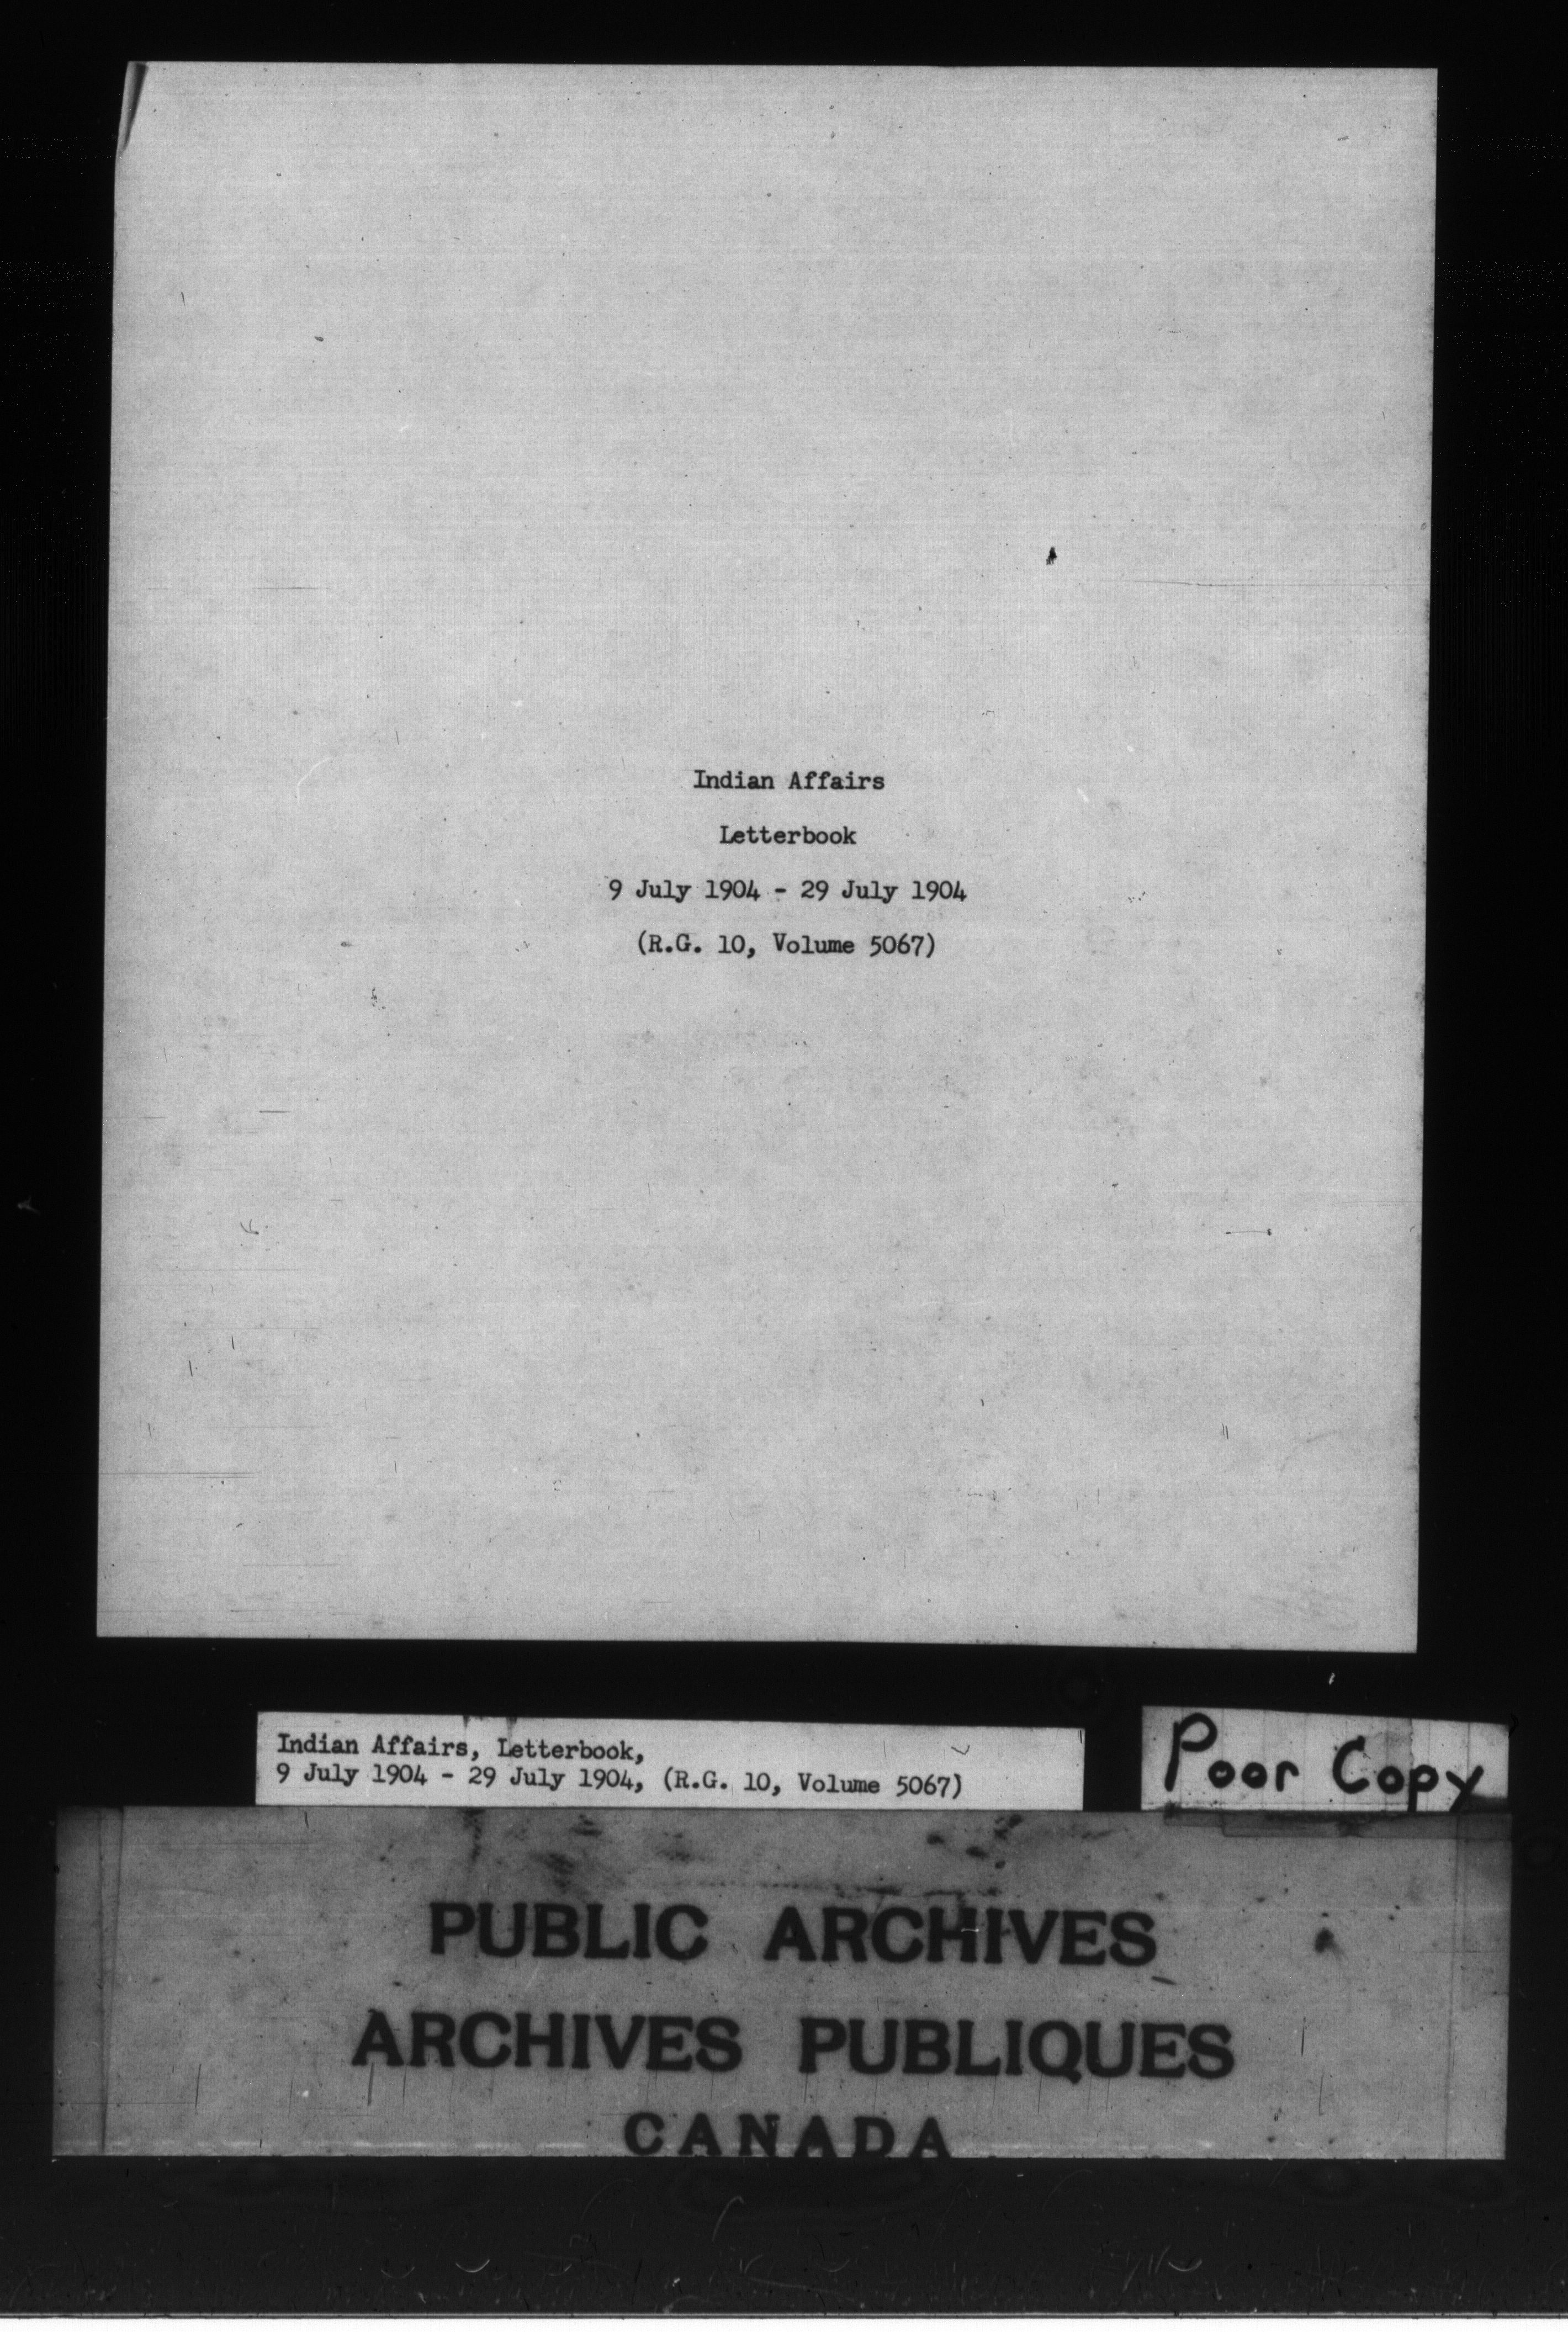 Indian Affairs
Letterbook
9 July 1904 - 29 July 1904
(R.G. 10, Volume 5067)
Indian Affairs, Letterbook,
9 July 1904 - 29 July 1904, (R.G. 10, Volume 5067)
Poor Copy
PUBLIC ARCHIVES
ARCHIVES PUBLIQUES
CANADA